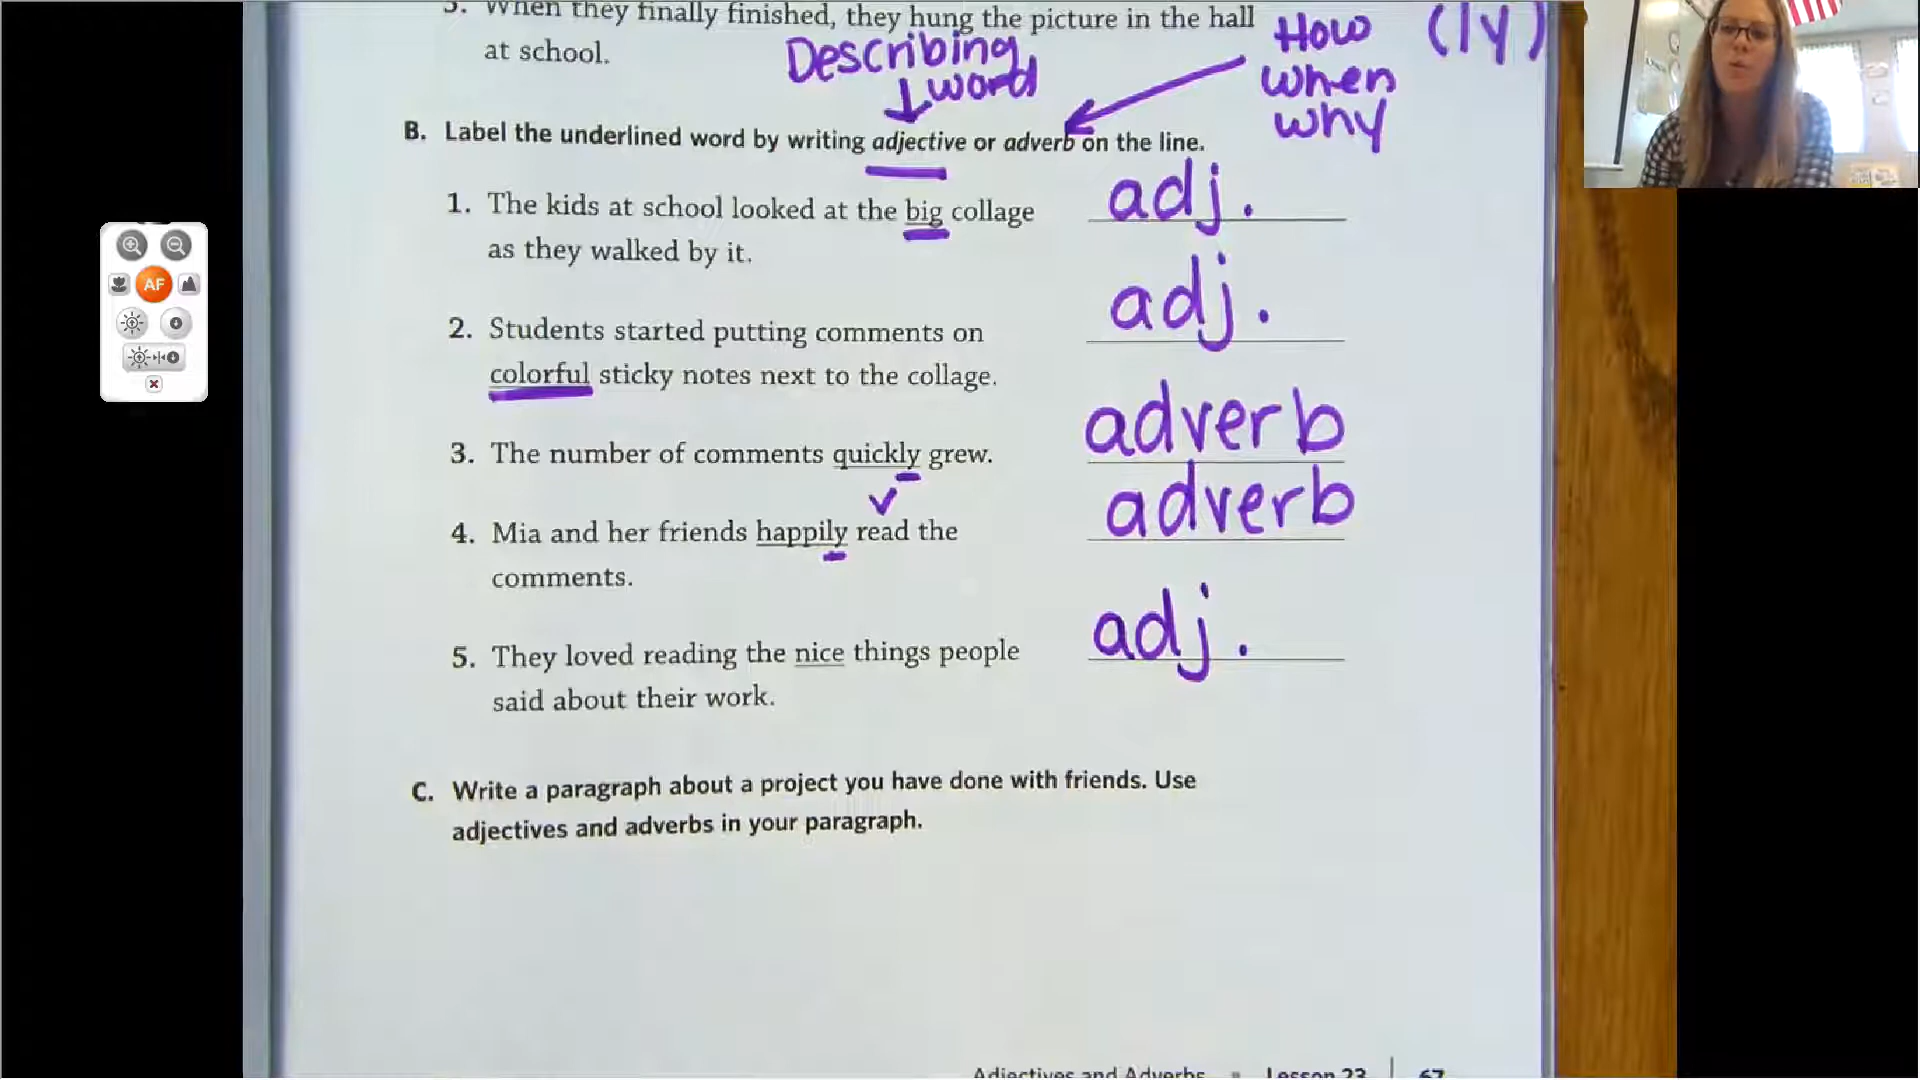 3. When they finally finished, they hung the picture in the hall
at school.
Describing
word
How (ly)
when
why
B. Label the underlined word by writing adjective or adverb on the line.
1. The kids at school looked at the big collage
as they walked by it.
adj.
2. Students started putting comments on
colorful sticky notes next to the collage.
adj.
3. The number of comments quickly grew.
adverb
4. Mia and her friends happily read the
comments.
adverb
5. They loved reading the nice things people
said about their work.
adj.
C. Write a paragraph about a project you have done with friends. Use
adjectives and adverbs in your paragraph.
Adjectives and Adverbs Lesson 23 67
AF